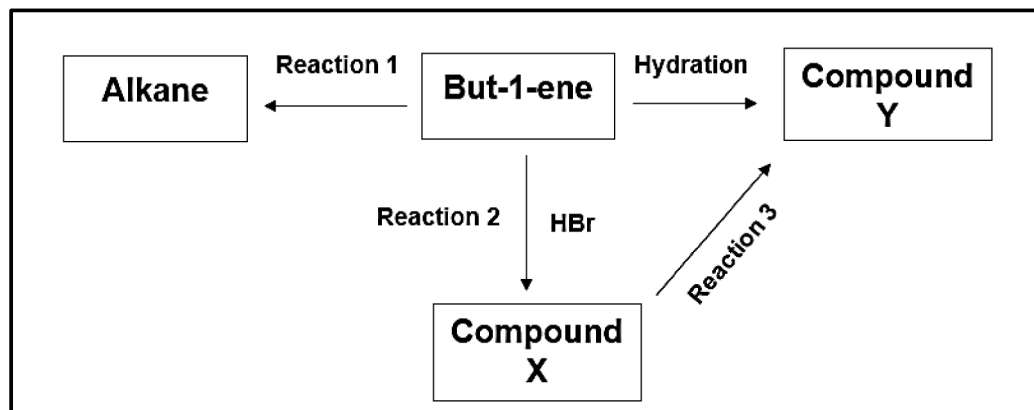 Alkane
Reaction 1
But-1-ene
Hydration
Compound
Y
Reaction 2
HBr
Reaction 3
Compound
X